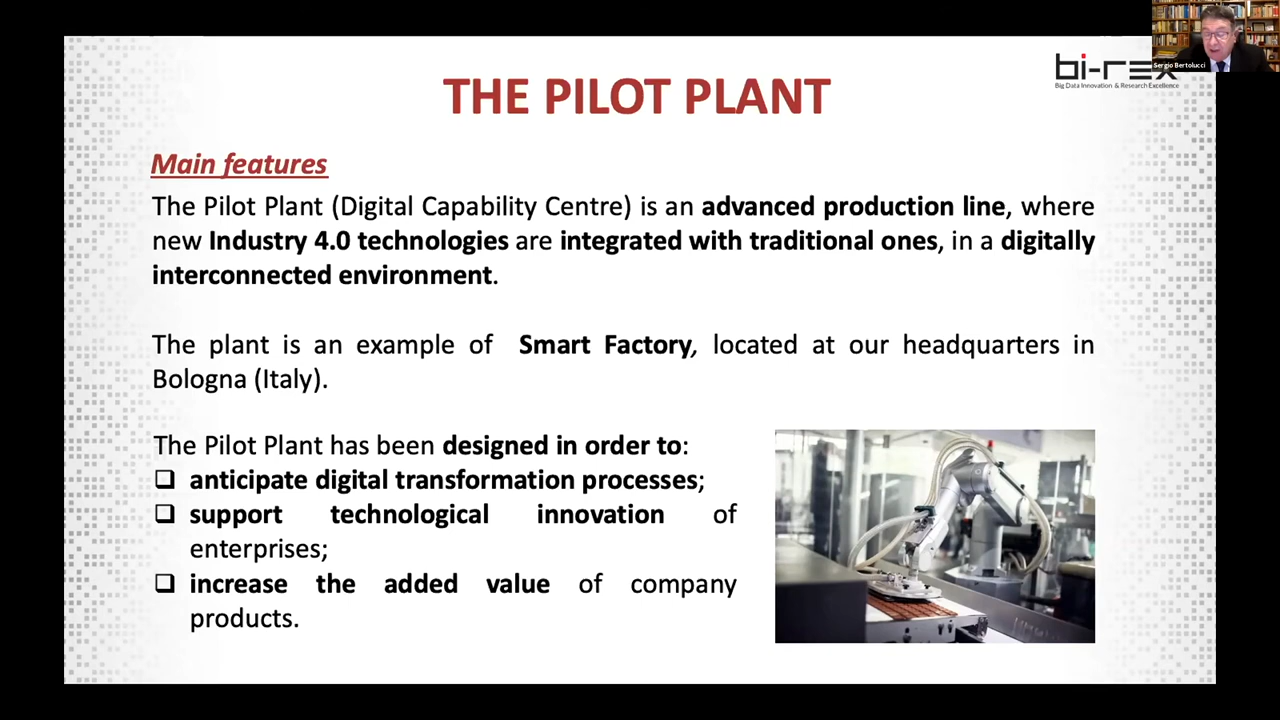 THE PILOT PLANT
bi-rex
Big Data Innovation & Research Excellence
Sergio Bertolucci
Main features
The Pilot Plant (Digital Capability Centre) is an advanced production line, where
new Industry 4.0 technologies are integrated with traditional ones, in a digitally
interconnected environment.
The plant is an example of Smart Factory, located at our headquarters in
Bologna (Italy).
The Pilot Plant has been designed in order to:
❑ anticipate digital transformation processes;
❑ support technological innovation of
enterprises;
❑ increase the added value of company
products.